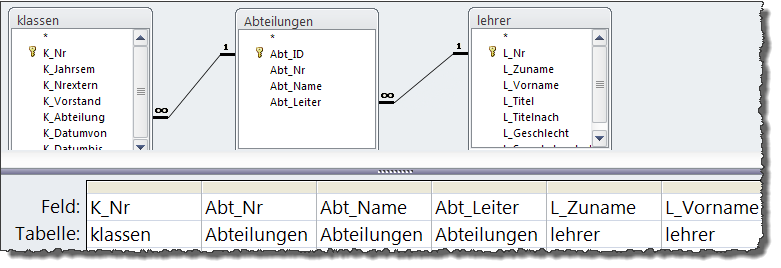 klassen
*
K_Nr
K_Jahrsem
K_Nrextern
K_Vorstand
K_Abteilung
K_Datumvon
K_Datumbis
∞
1
Abteilungen
*
Abt_ID
Abt_Nr
Abt_Name
Abt_Leiter
∞
1
lehrer
*
L_Nr
L_Zuname
L_Vorname
L_Titel
L_Titelnach
L_Geschlecht
Feld: K_Nr Abt_Nr Abt_Name Abt_Leiter L_Zuname L_Vorname
Tabelle: klassen Abteilungen Abteilungen Abteilungen lehrer lehrer